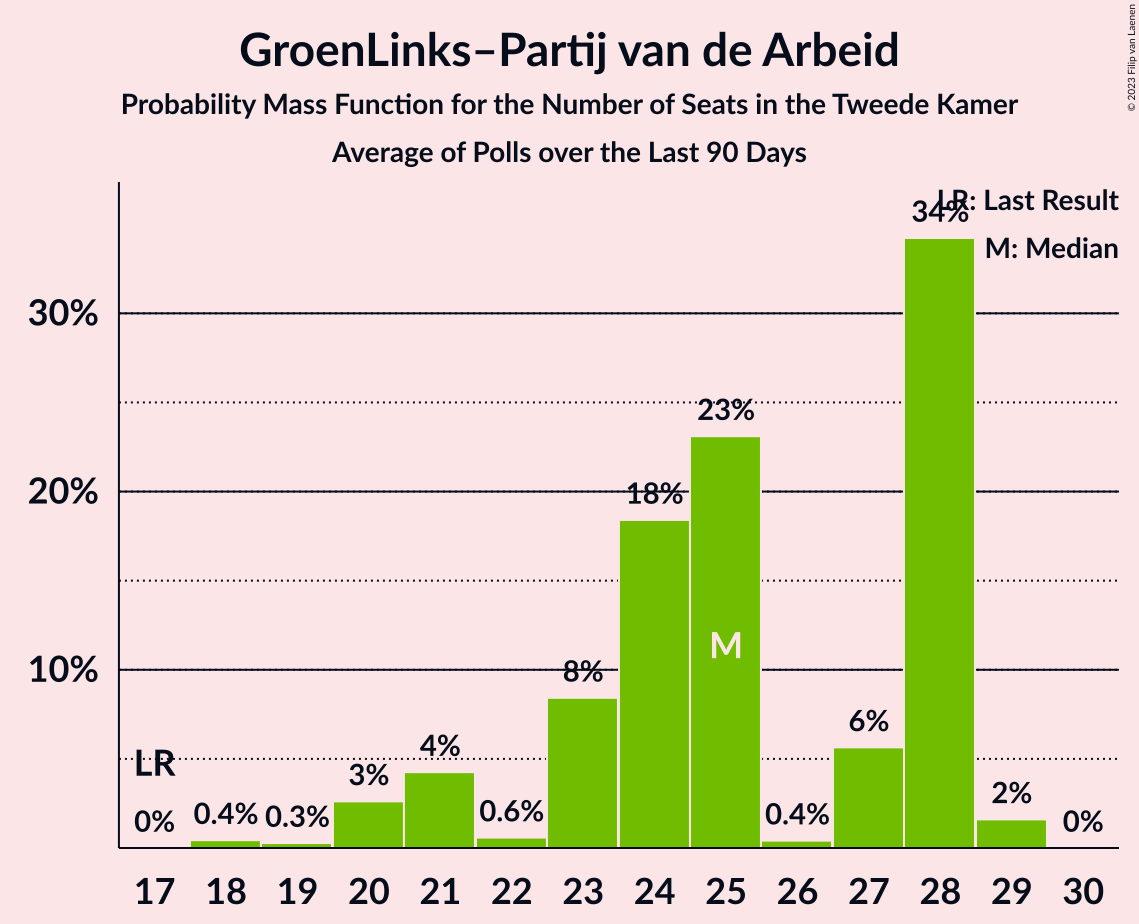 GroenLinks–Partij van de Arbeid
Probability Mass Function for the Number of Seats in the Tweede Kamer
Average of Polls over the Last 90 Days
© 2023 Filip van Laenen
LR: Last Result
M: Median
34%
30%
23%
20%
18%
M
10%
8%
6%
4%
LR
3%
2%
0%
0.4%
0.3%
0.6%
0.4%
0%
17 18 19 20 21 22 23 24 25 26 27 28 29 30